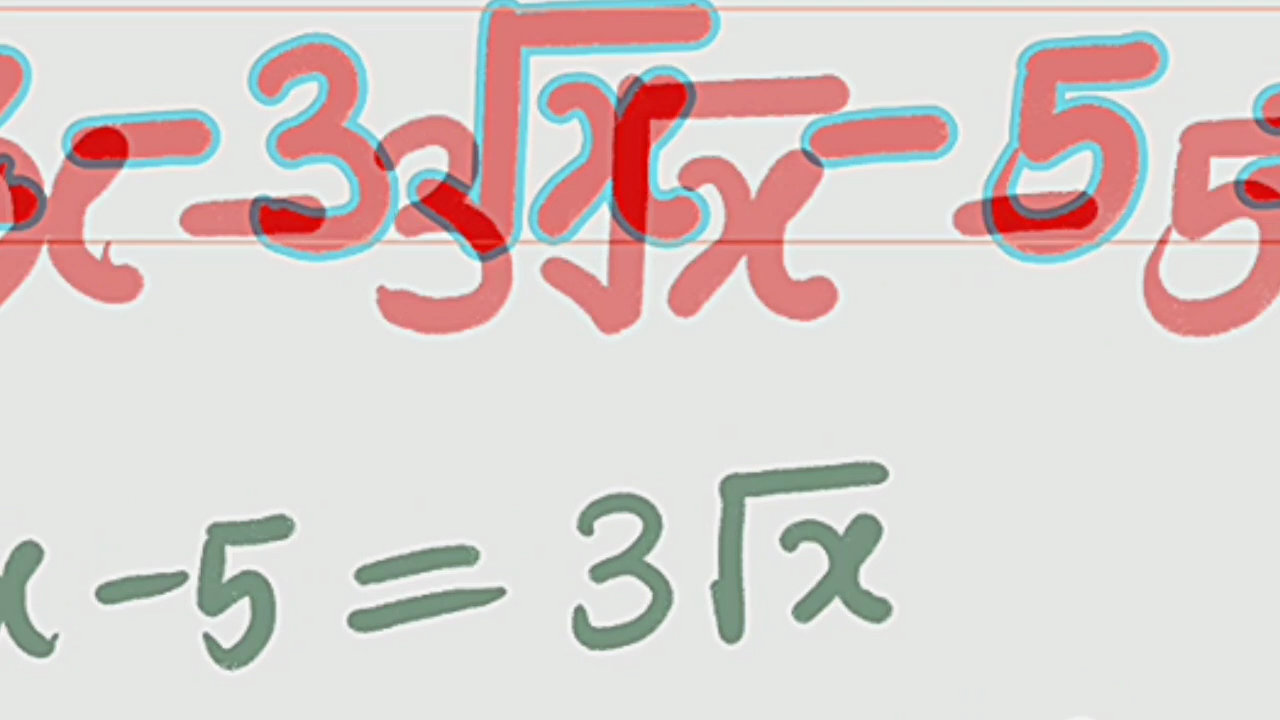 x - 3√x - 5
x - 5 = 3√x